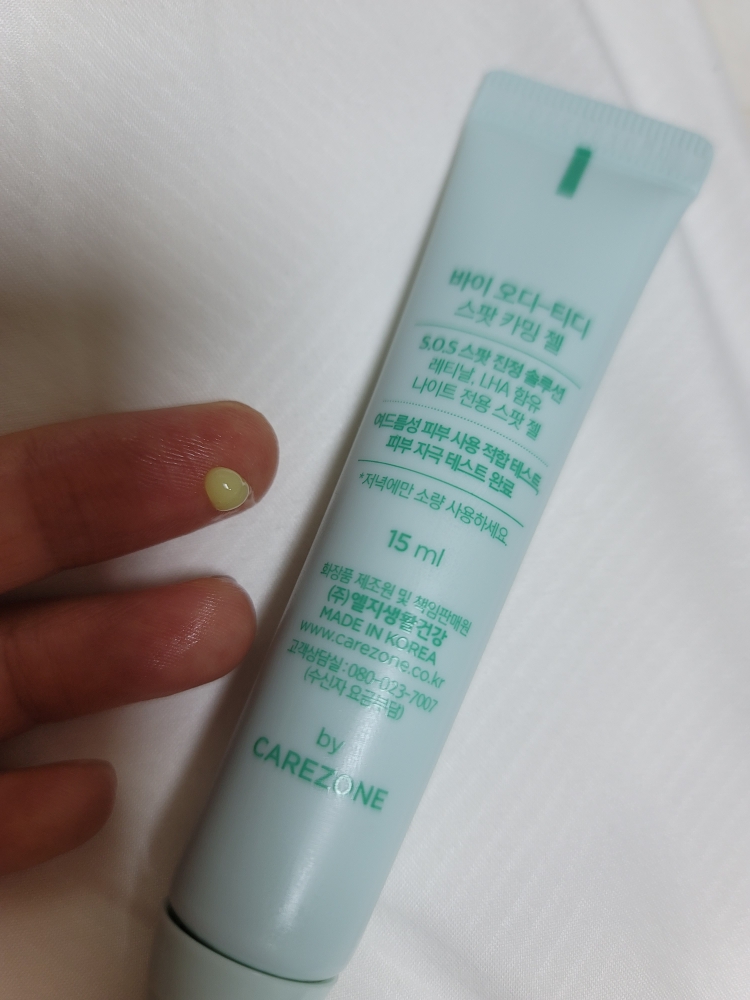 바이 오디-티디
스팟 카밍 젤
S.O.S 스팟 진정 솔루션
레티날, LHA 함유
나이트 전용 스팟 젤
여드름성 피부 사용 적합 테스트,
피부 자극 테스트 완료
*저녁에만 소량 사용하세요.
15 ml
화장품 제조원 및 책임판매원
(주)엘지생활건강
MADE IN KOREA
www.carezone.co.kr
고객상담실 : 080-023-7007
(수신자 요금부담)
by
CAREZONE